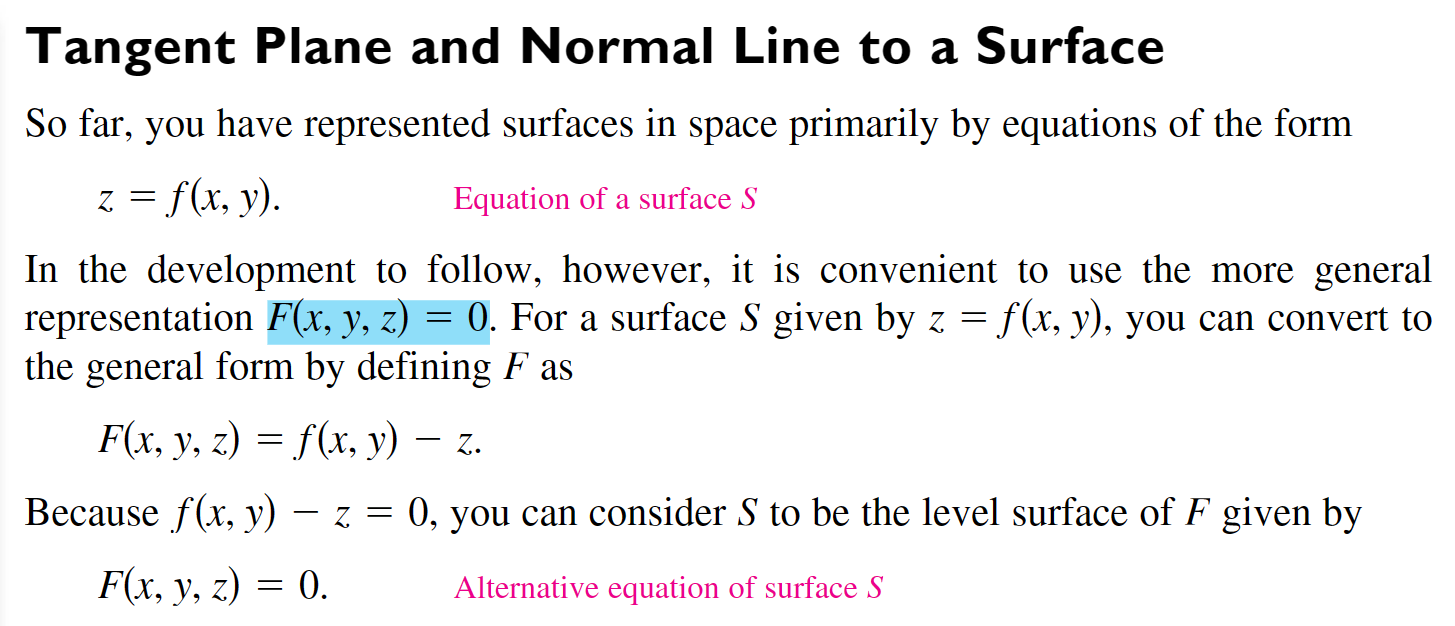 Tangent Plane and Normal Line to a Surface
So far, you have represented surfaces in space primarily by equations of the form
z = f(x, y). Equation of a surface S
In the development to follow, however, it is convenient to use the more general
representation F(x, y, z) = 0. For a surface S given by z = f(x, y), you can convert to
the general form by defining F as
F(x, y, z) = f(x, y) − z.
Because f(x, y) − z = 0, you can consider S to be the level surface of F given by
F(x, y, z) = 0. Alternative equation of surface S